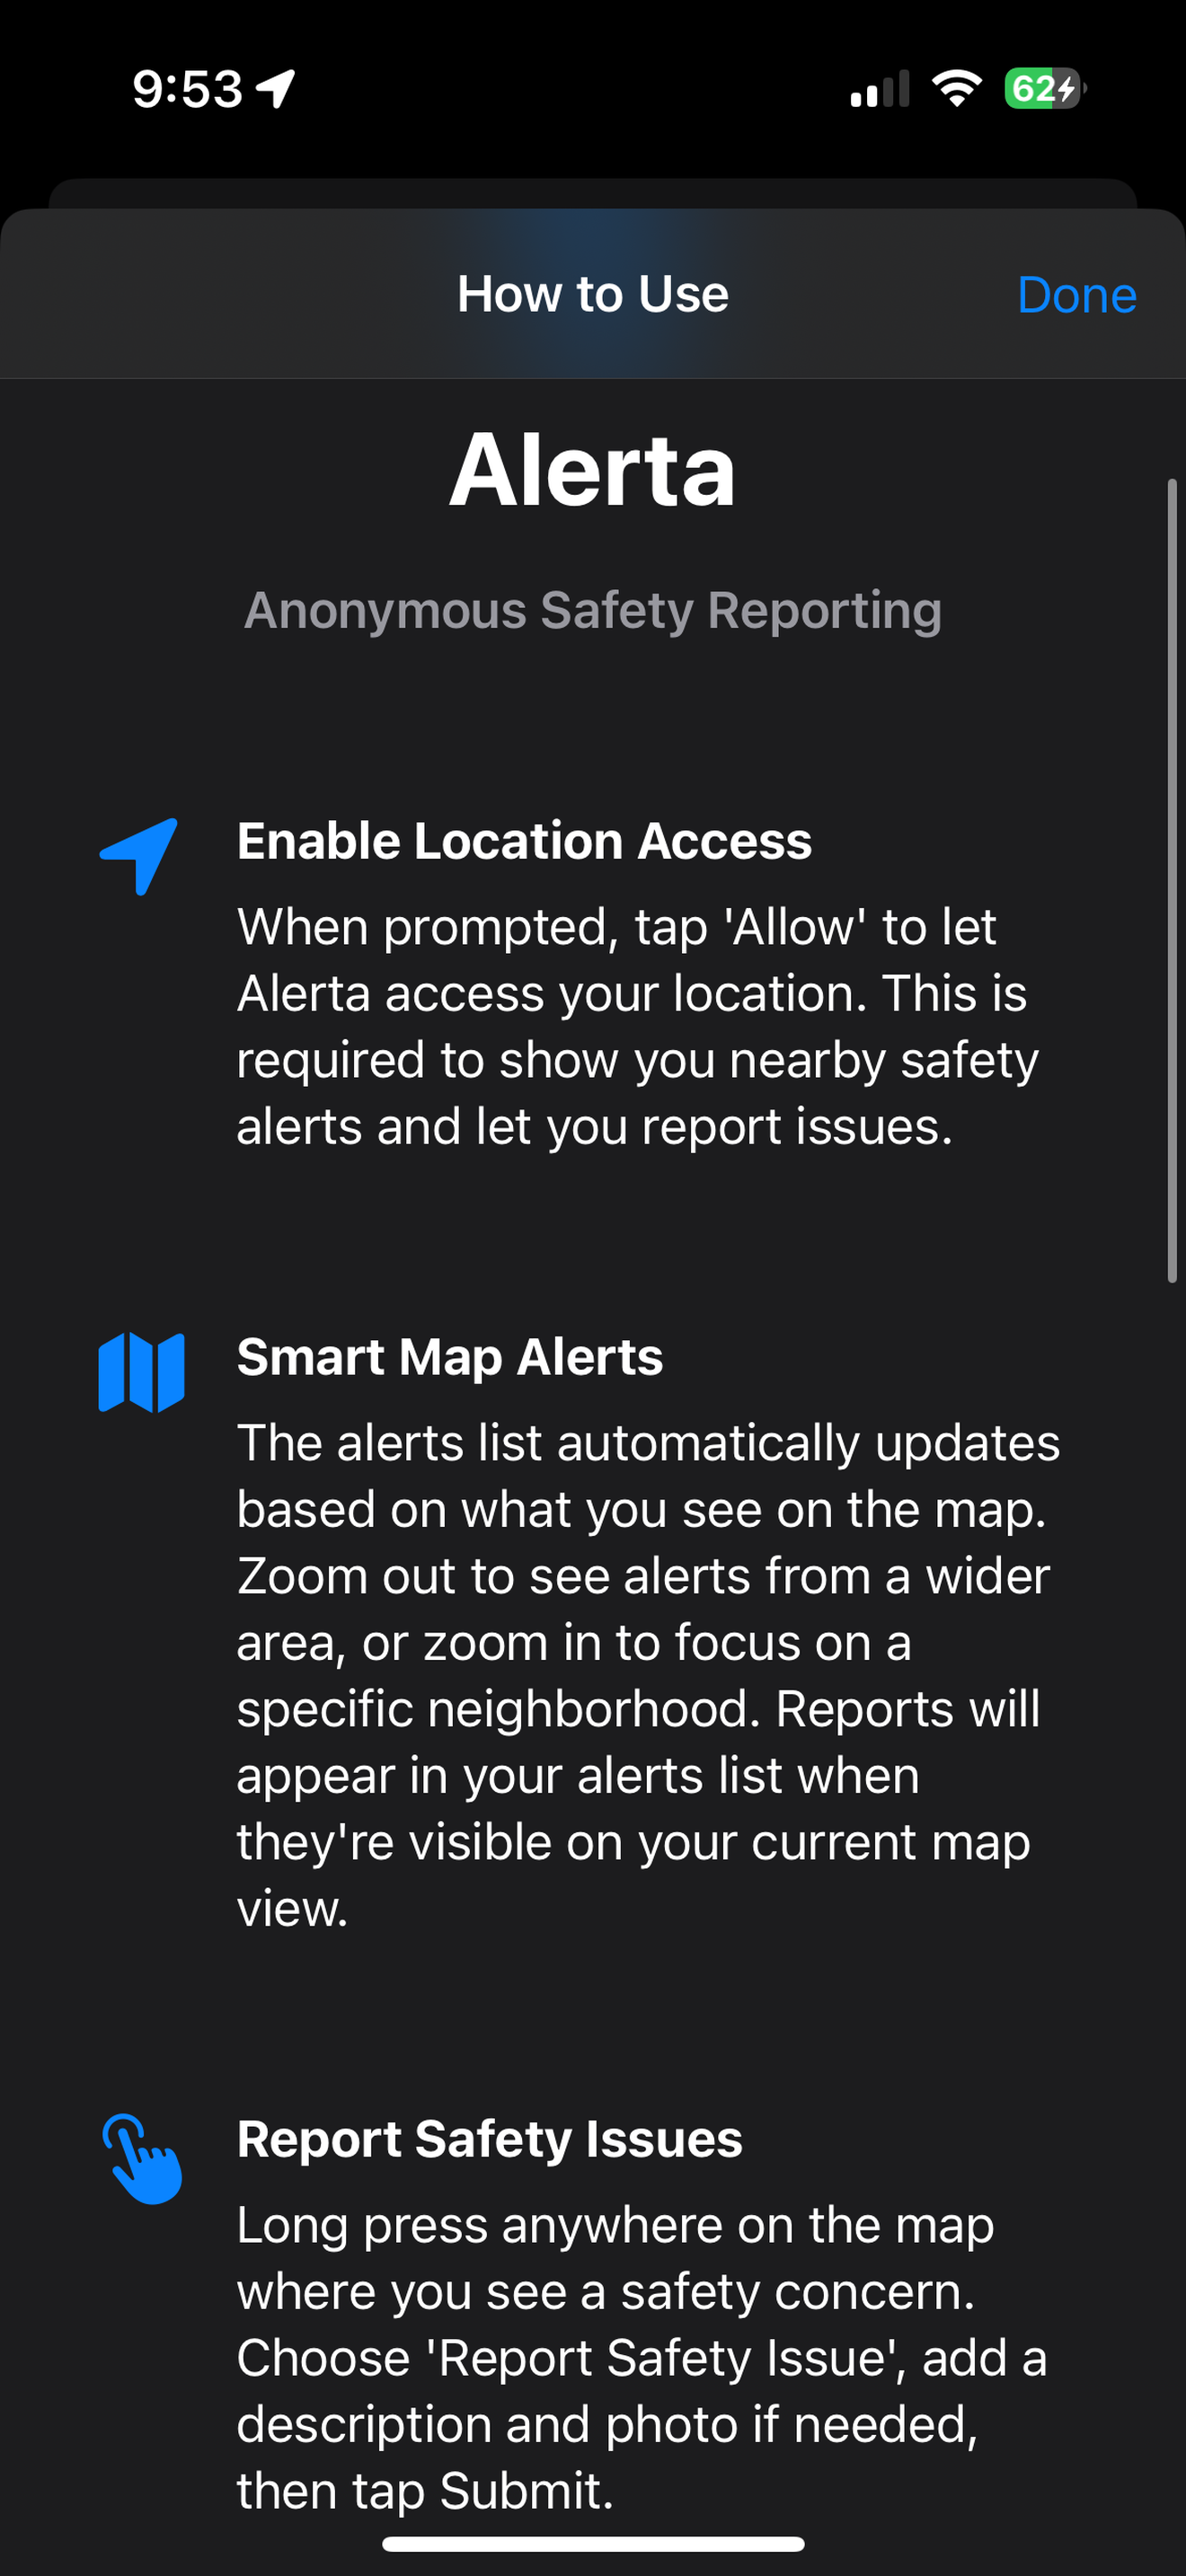 9:53
62
How to Use
Done
Alerta
Anonymous Safety Reporting
Enable Location Access
When prompted, tap 'Allow' to let
Alerta access your location. This is
required to show you nearby safety
alerts and let you report issues.
Smart Map Alerts
The alerts list automatically updates
based on what you see on the map.
Zoom out to see alerts from a wider
area, or zoom in to focus on a
specific neighborhood. Reports will
appear in your alerts list when
they're visible on your current map
view.
Report Safety Issues
Long press anywhere on the map
where you see a safety concern.
Choose 'Report Safety Issue', add a
description and photo if needed,
then tap Submit.